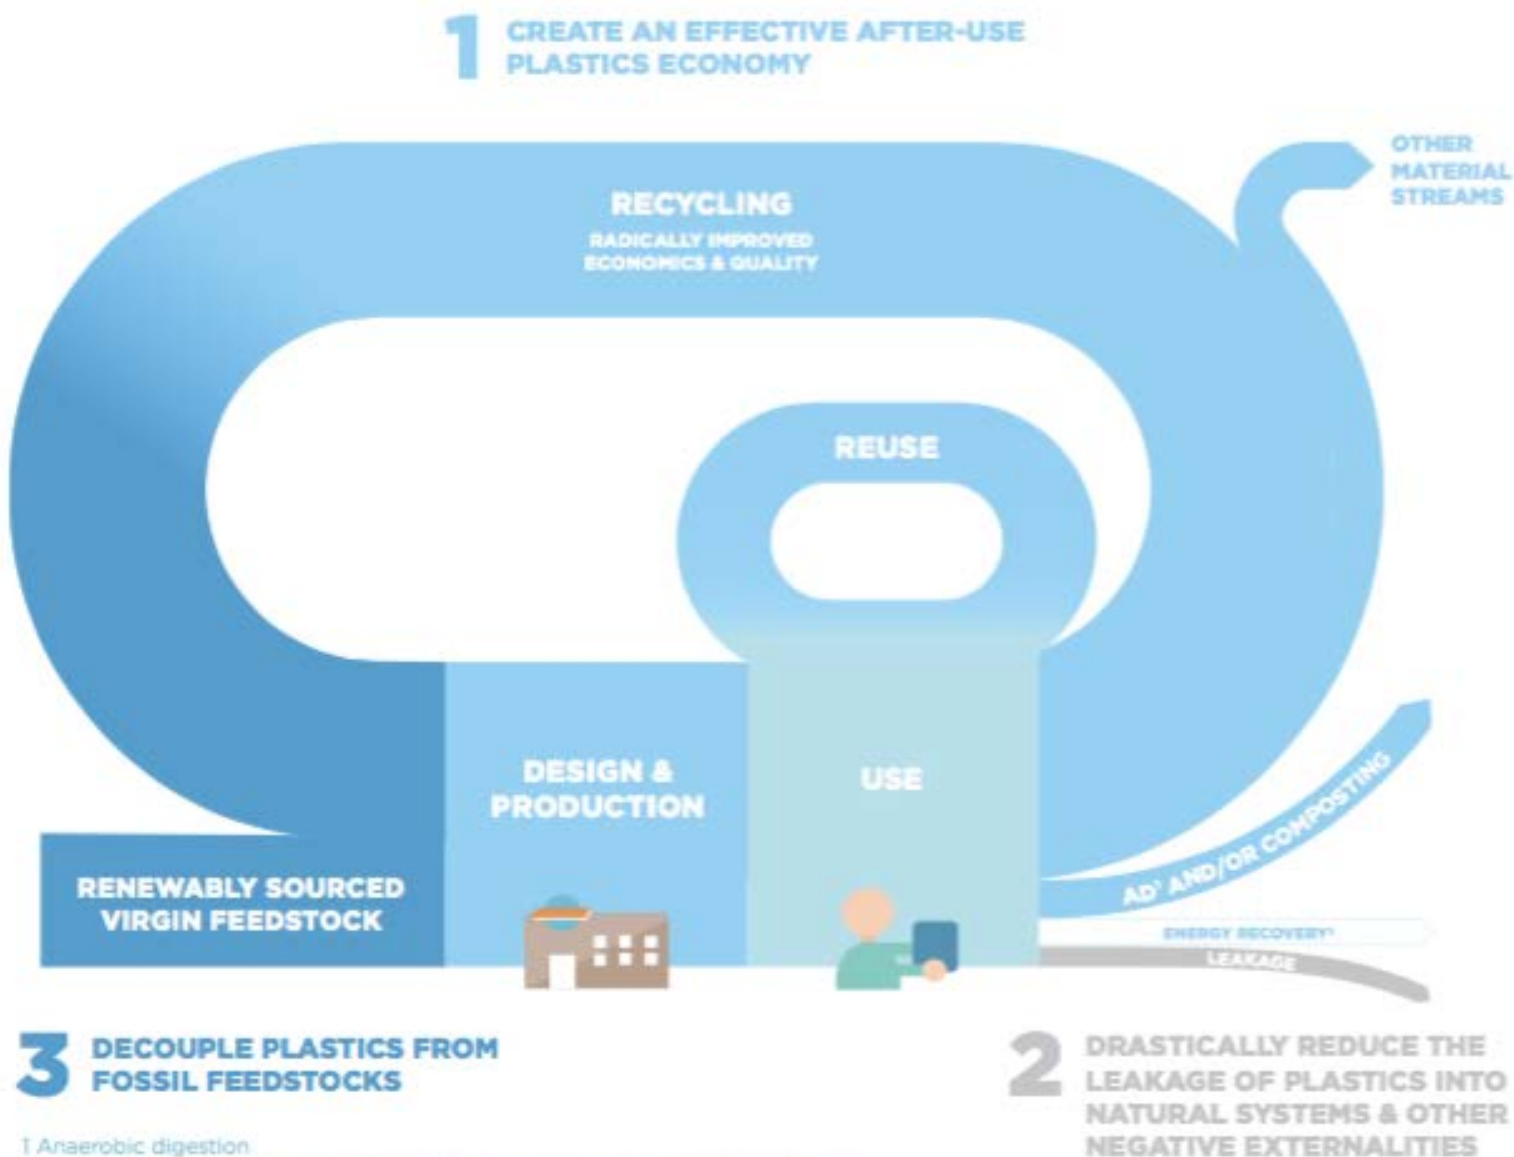 1 CREATE AN EFFECTIVE AFTER-USE
PLASTICS ECONOMY
OTHER
MATERIAL
STREAMS
RECYCLING
RADICALLY IMPROVED
ECONOMICS & QUALITY
REUSE
DESIGN &
PRODUCTION
USE
RENEWABLY SOURCED
VIRGIN FEEDSTOCK
AD¹ AND/OR COMPOSTING
ENERGY RECOVERY¹
LEAKAGE
3 DECOUPLE PLASTICS FROM
FOSSIL FEEDSTOCKS
2 DRASTICALLY REDUCE THE
LEAKAGE OF PLASTICS INTO
NATURAL SYSTEMS & OTHER
NEGATIVE EXTERNALITIES
1 Anaerobic digestion